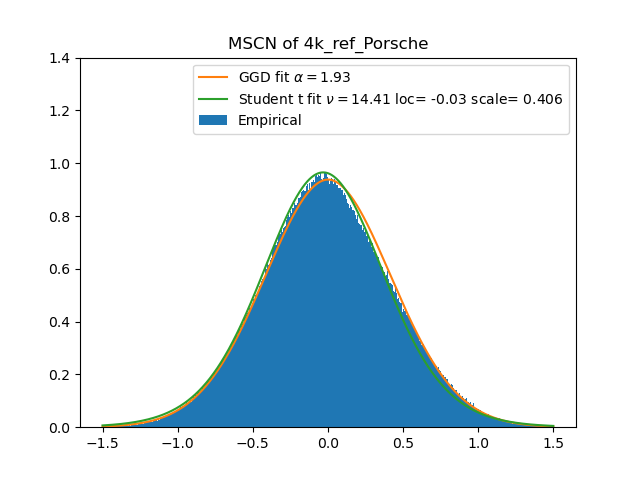 MSCN of 4k_ref_Porsche
GGD fit α = 1.93
Student t fit ν = 14.41 loc= -0.03 scale= 0.406
Empirical
1.4
1.2
1.0
0.8
0.6
0.4
0.2
0.0
−1.5 −1.0 −0.5 0.0 0.5 1.0 1.5